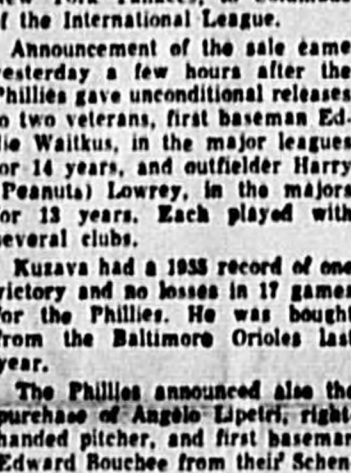 f the International League.
Announcement of the sale came
yesterday a few hours after the
Phillies gave unconditional releases
o two veterans, first baseman Ed-
die Waitkus, in the major leagues
or 14 years, and outfielder Harry
(Peanuts) Lowrey, in the majors
or 13 years. Each played with
several clubs.
Kuzava had a 1955 record of one
victory and no losses in 17 games
for the Phillies. He was bought
from the Baltimore Orioles last
year.
The Phillies announced also the
purchase of Angelo Lipetri, right
handed pitcher, and first baseman
Edward Bouchee from their Schen